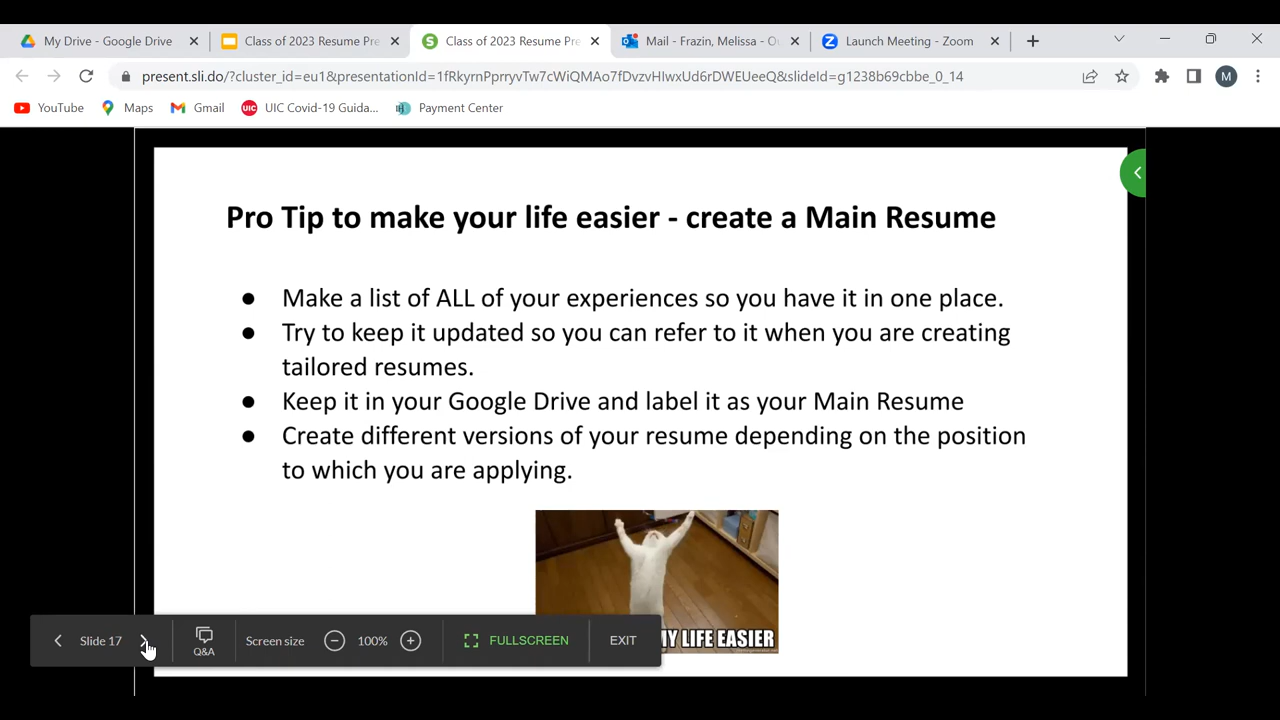 My Drive - Google Drive
Class of 2023 Resume Pre
Class of 2023 Resume Pre
Mail - Frazin, Melissa - Ou
Launch Meeting - Zoom
present.sli.do/?cluster_id=eu1&presentationId=1fRkyrnPprryvTw7cWiQMAo7fDvzvHIwxUd6rDWEUeeQ&slideId=g1238b69cbbe_0_14
M
YouTube
Maps
Gmail
UIC
UIC Covid-19 Guida...
Payment Center
Pro Tip to make your life easier - create a Main Resume
● Make a list of ALL of your experiences so you have it in one place.
● Try to keep it updated so you can refer to it when you are creating
tailored resumes.
● Keep it in your Google Drive and label it as your Main Resume
● Create different versions of your resume depending on the position
to which you are applying.
MY LIFE EASIER
Slide 17
Q&A
Screen size
100%
FULLSCREEN
EXIT